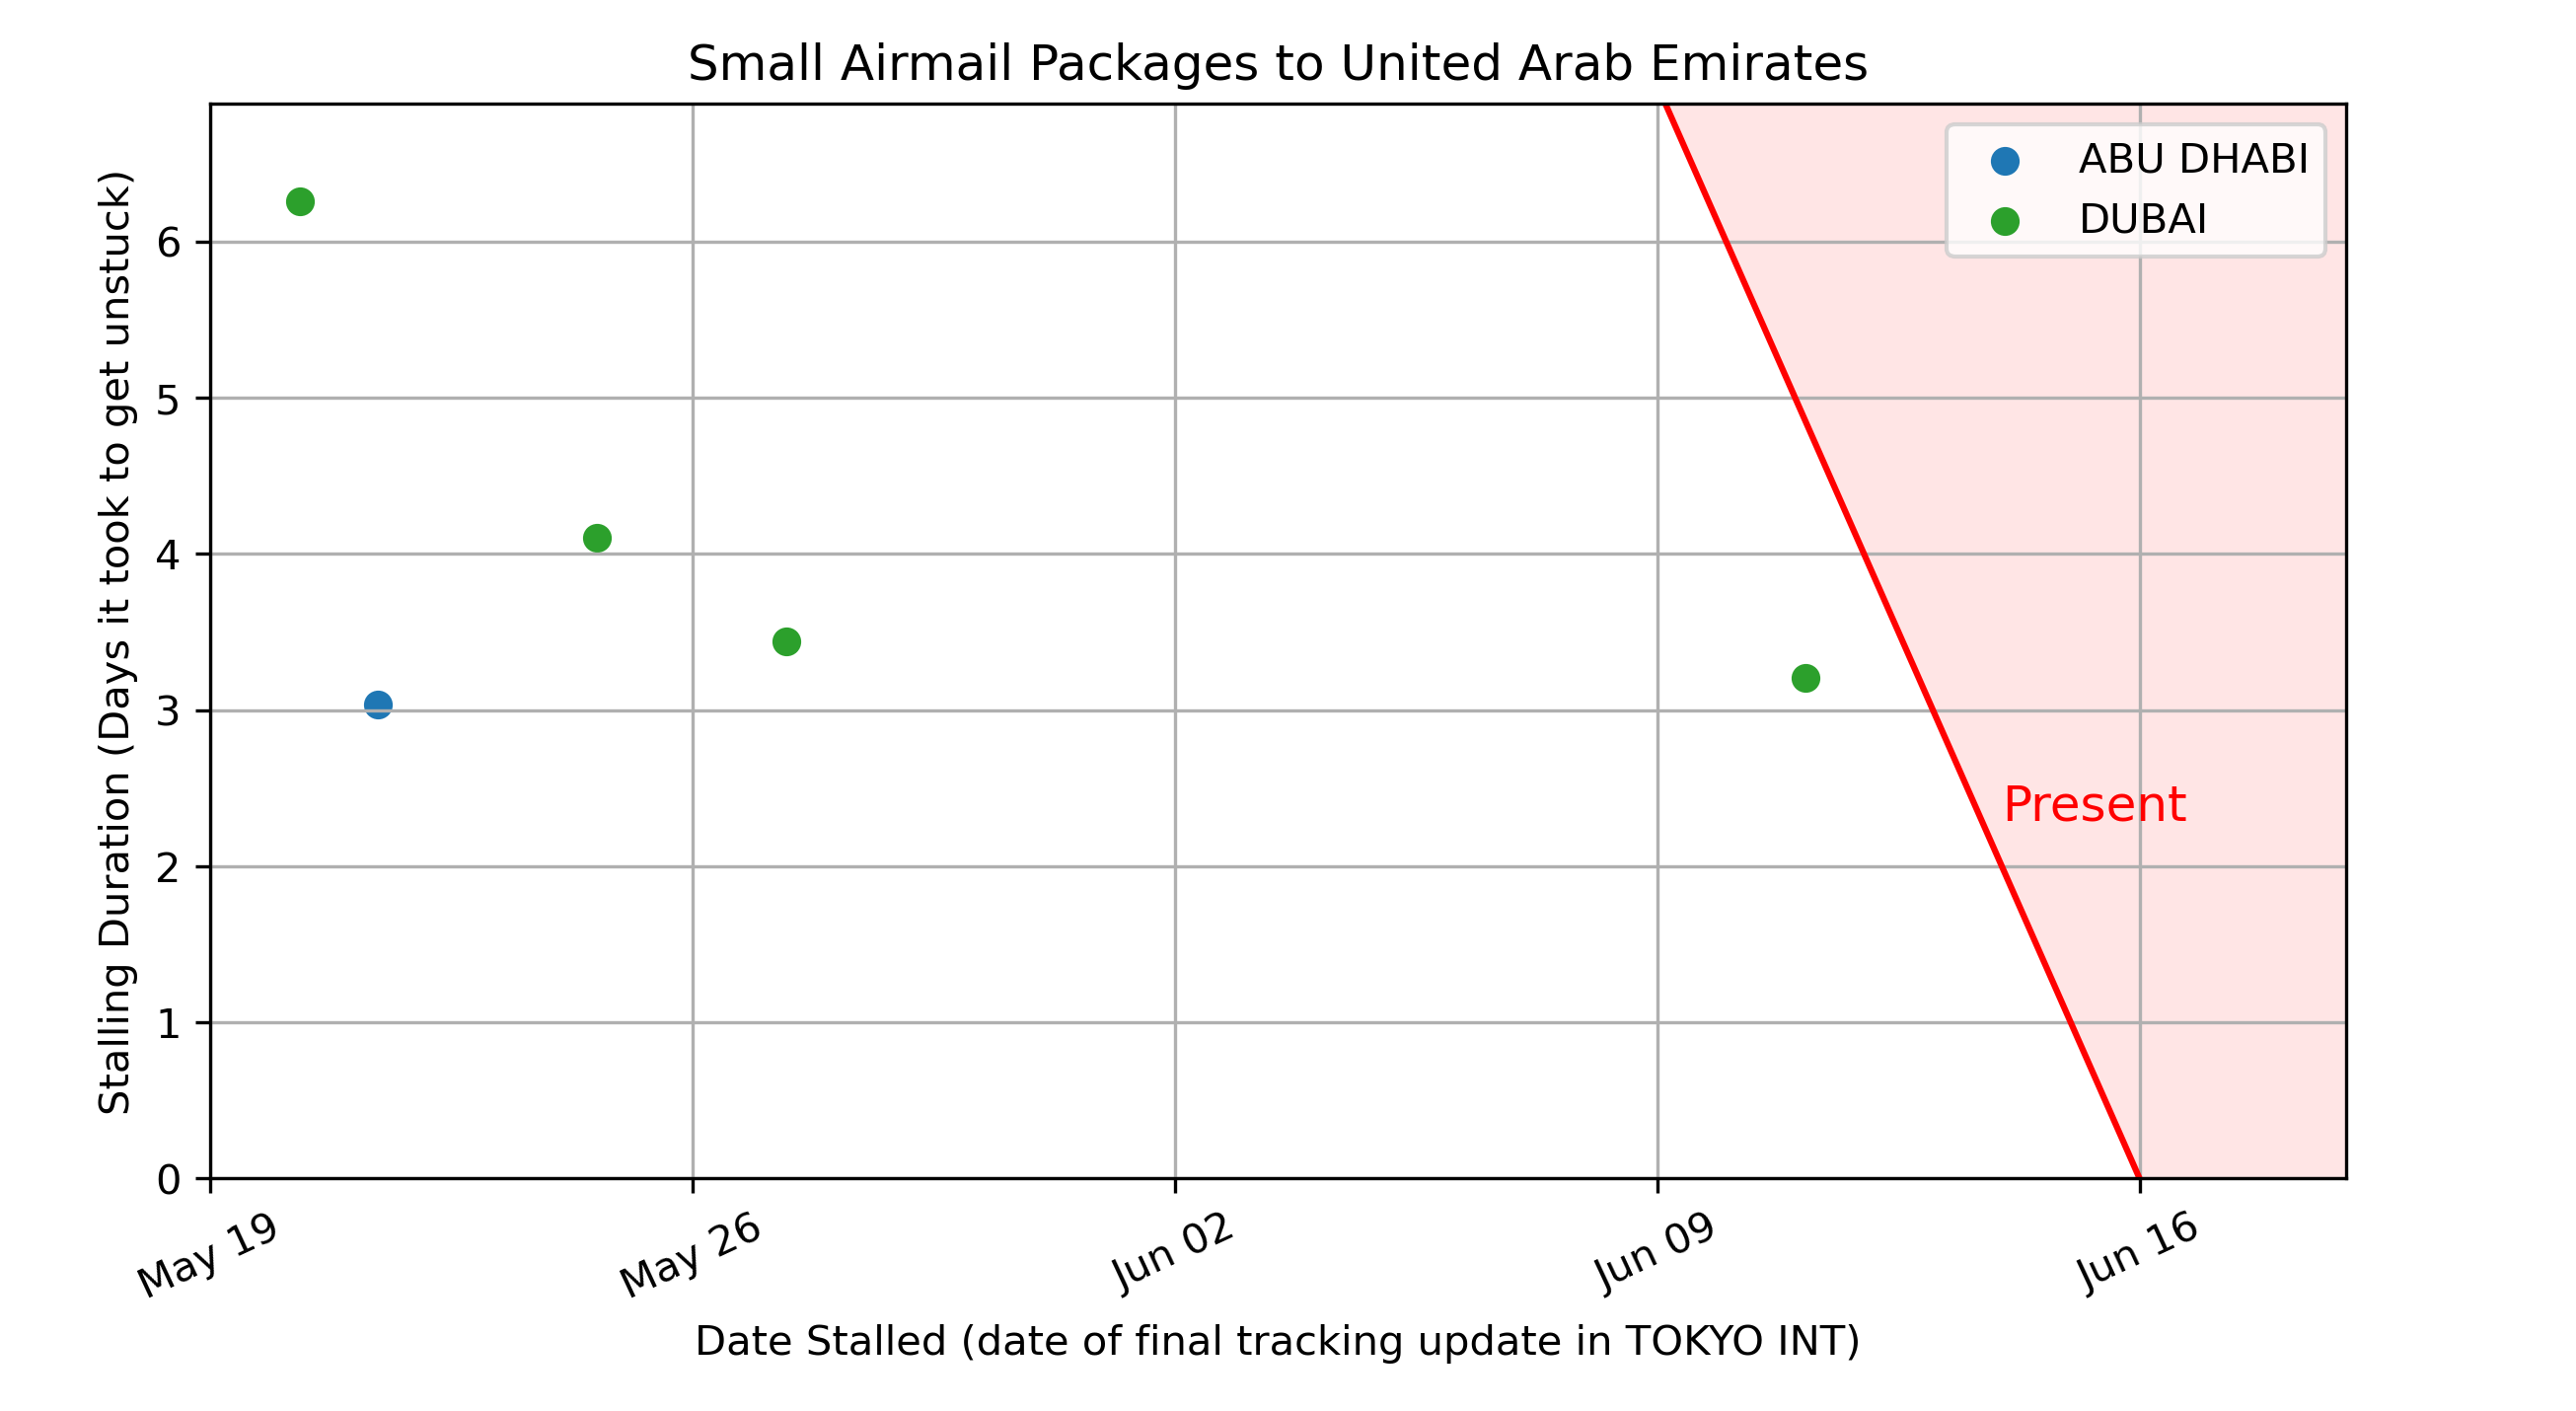 Small Airmail Packages to United Arab Emirates
ABU DHABI
DUBAI
Present
Stalling Duration (Days it took to get unstuck)
6
5
4
3
2
1
0
May 19
May 26
Jun 02
Jun 09
Jun 16
Date Stalled (date of final tracking update in TOKYO INT)